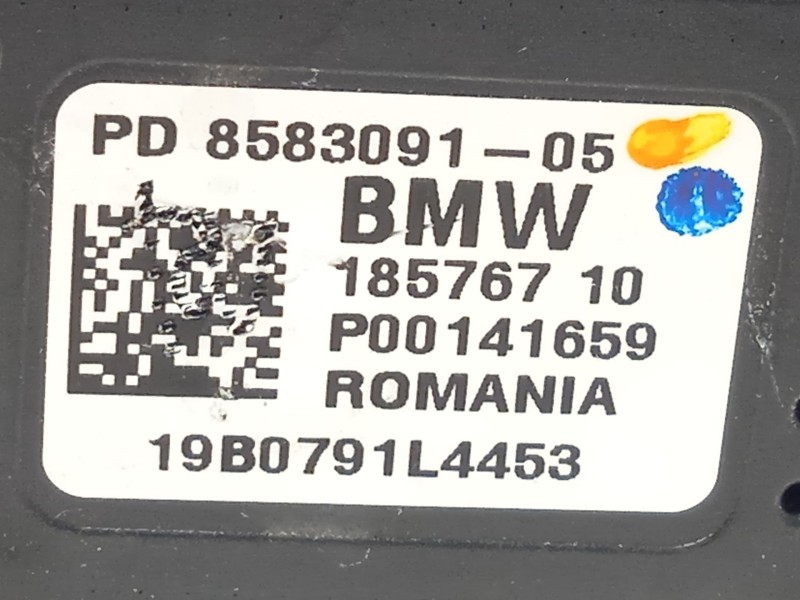 PD 8583091-05
BMW
185767 10
P00141659
ROMANIA
19B0791L4453